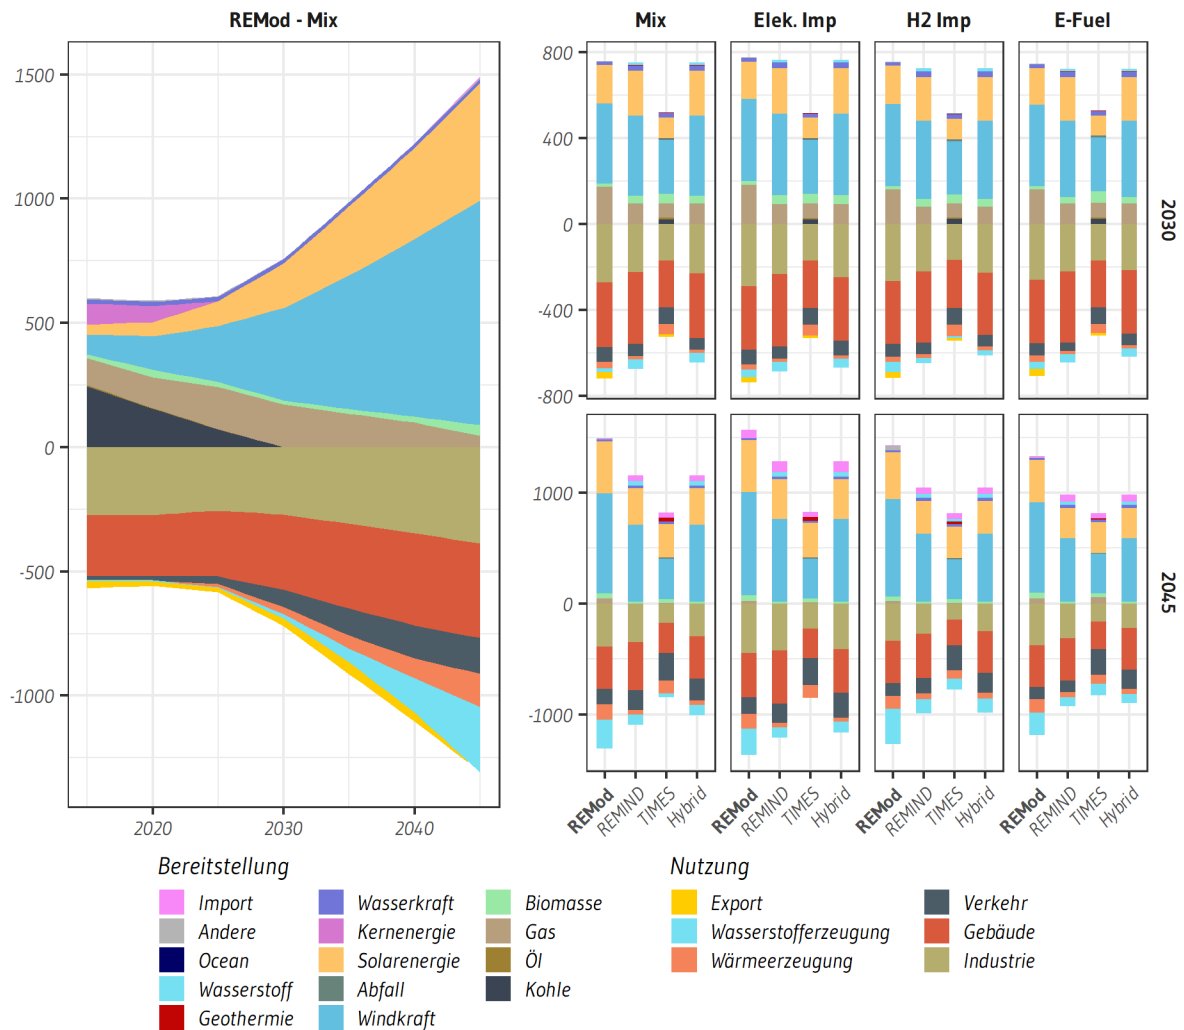 REMod - Mix
Mix Elek. Imp H2 Imp E-Fuel
1500
1000
500
0
-500
-1000
2020 2030 2040
800
400
0
-400
-800
2030
1000
0
-1000
2045
REMod REMIND TIMES Hybrid REMod REMIND TIMES Hybrid REMod REMIND TIMES Hybrid REMod REMIND TIMES Hybrid
Bereitstellung
Import Wasserkraft Biomasse
Andere Kernenergie Gas
Ocean Solarenergie Öl
Wasserstoff Abfall Kohle
Geothermie Windkraft
Nutzung
Export Verkehr
Wasserstofferzeugung Gebäude
Wärmeerzeugung Industrie